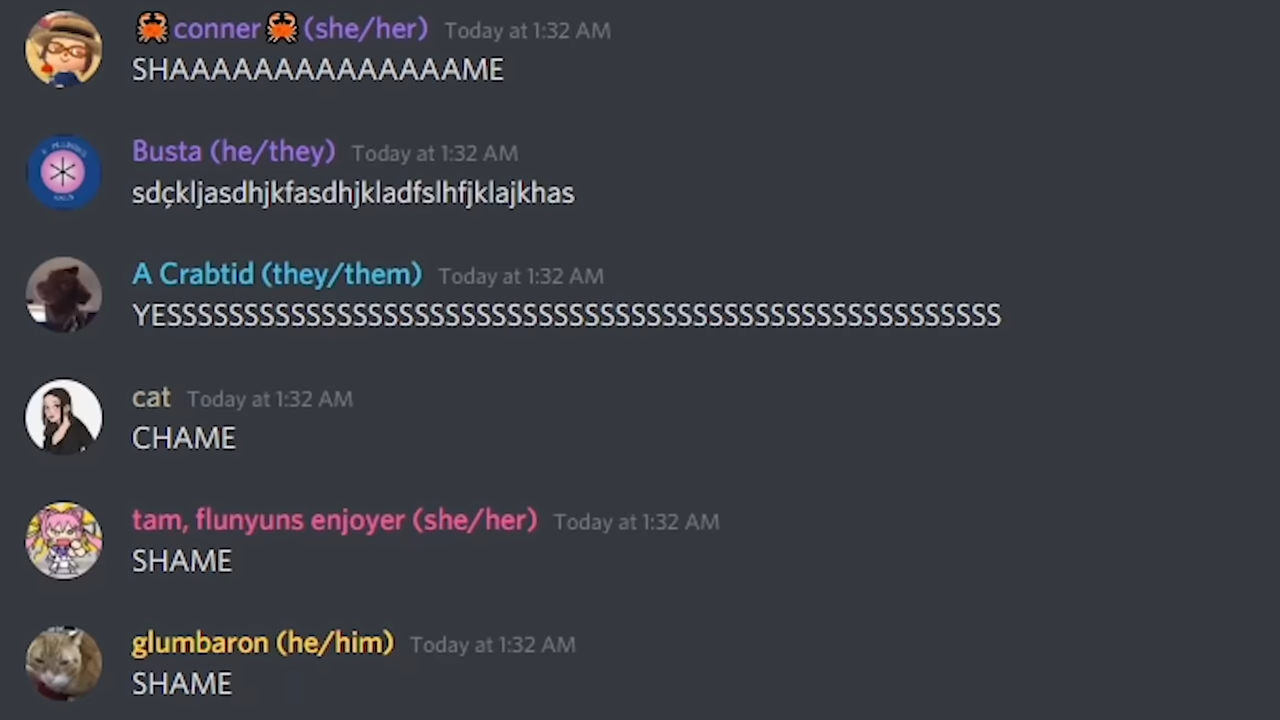 🦀conner🦀(she/her) Today at 1:32 AM
SHAAAAAAAAAAAAAAME
Busta (he/they) Today at 1:32 AM
sdçkljasdhjkfasdhjkladfslhfjklajkhas
A Crabtid (they/them) Today at 1:32 AM
YESSSSSSSSSSSSSSSSSSSSSSSSSSSSSSSSSSSSSSSSSSSSSSSSSSSSSS
cat Today at 1:32 AM
CHAME
tam, flunyuns enjoyer (she/her) Today at 1:32 AM
SHAME
glumbaron (he/him) Today at 1:32 AM
SHAME